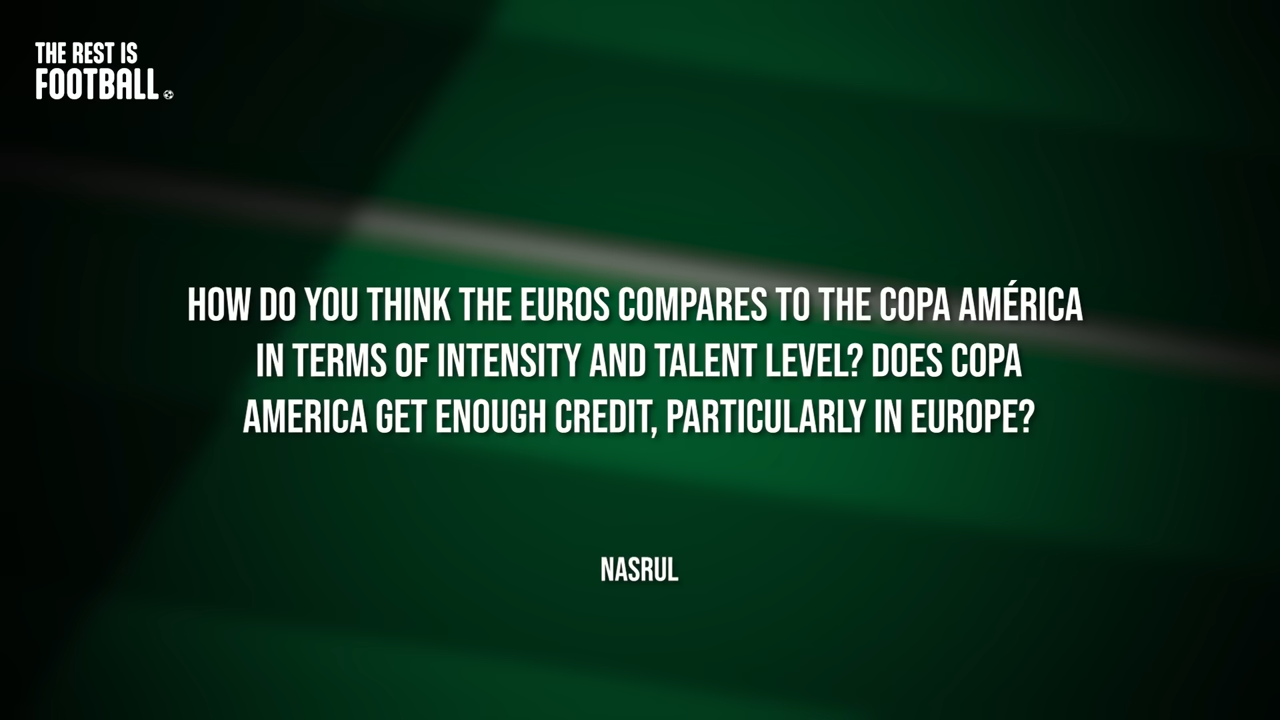 THE REST IS
FOOTBALL
HOW DO YOU THINK THE EUROS COMPARES TO THE COPA AMÉRICA
IN TERMS OF INTENSITY AND TALENT LEVEL? DOES COPA
AMERICA GET ENOUGH CREDIT, PARTICULARLY IN EUROPE?
NASRUL